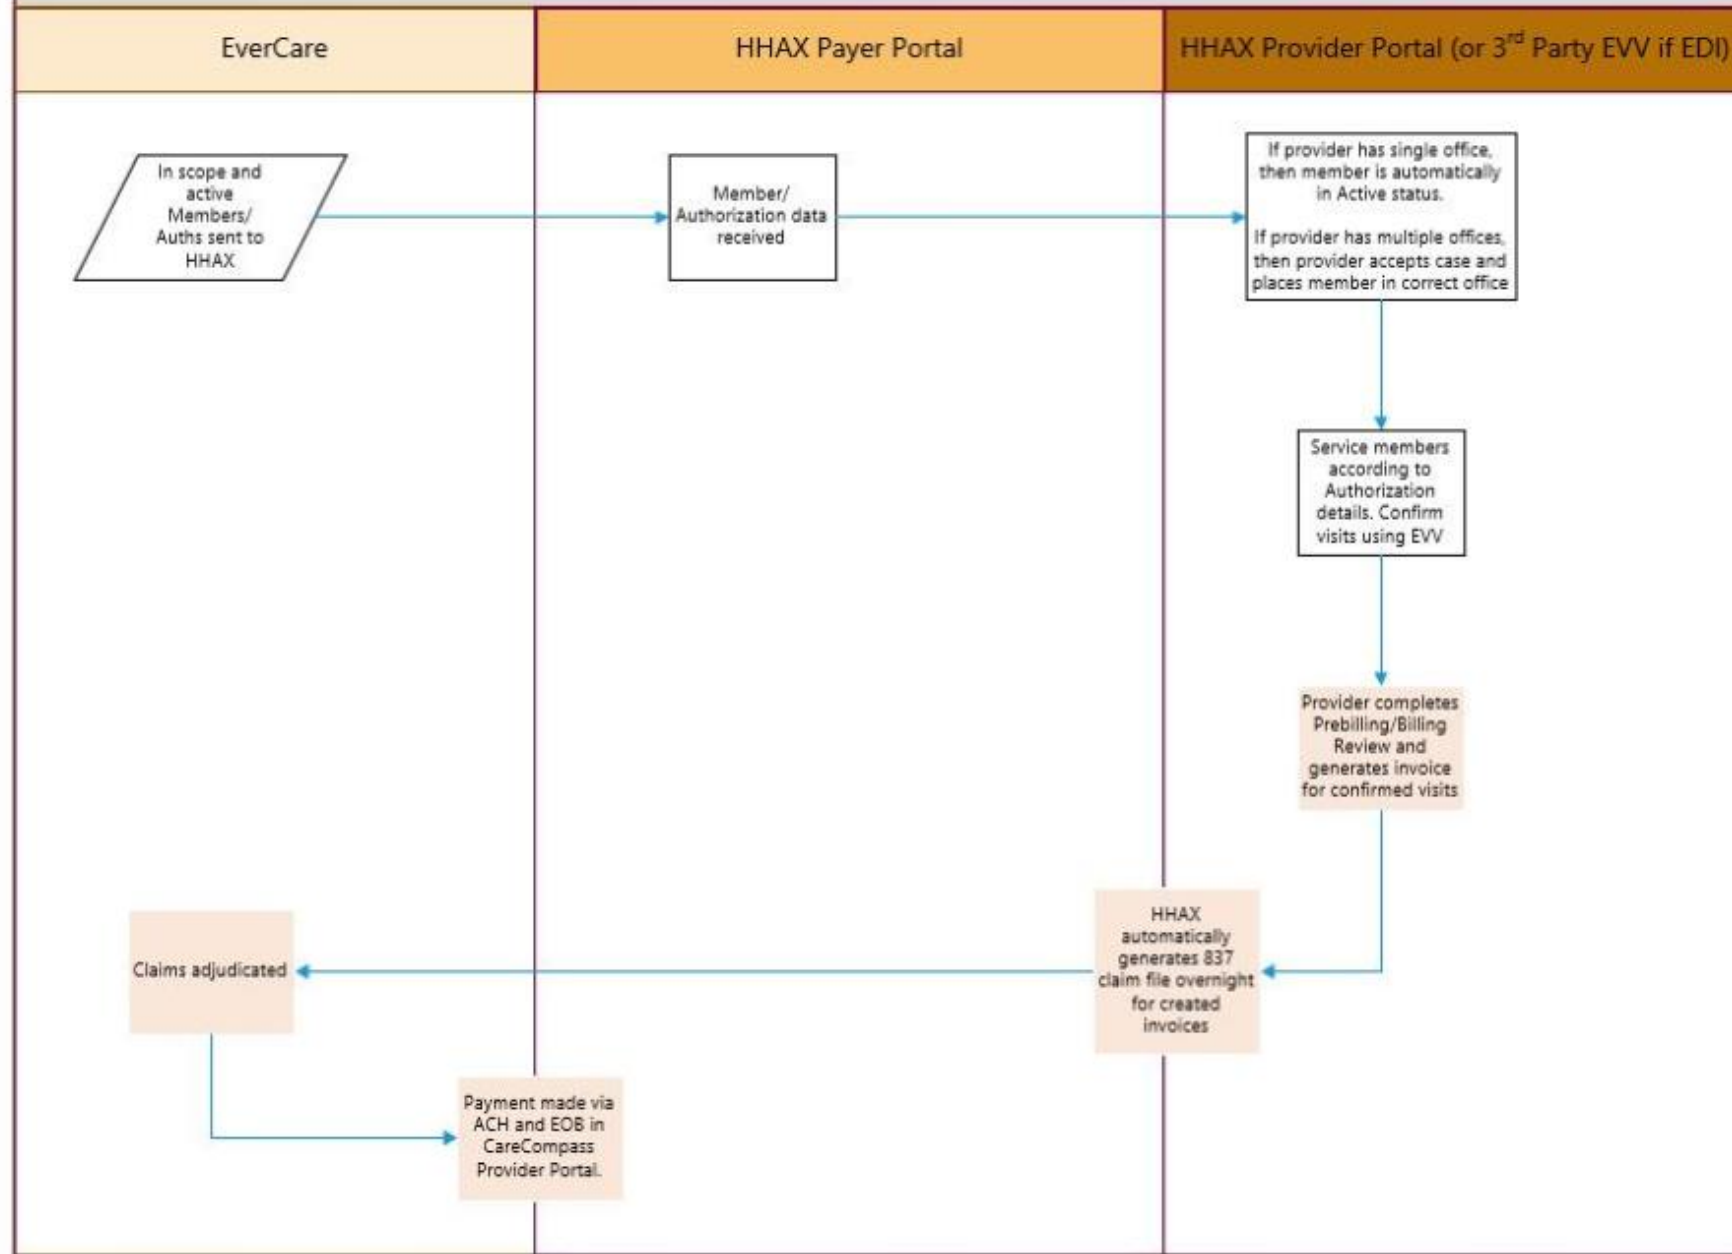 EverCare
HHAX Payer Portal
HHAX Provider Portal (or 3rd Party EVV if EDI)
In scope and
active
Members/
Auths sent to
HHAX
Member/
Authorization data
received
If provider has single office,
then member is automatically
in Active status.
If provider has multiple offices,
then provider accepts case and
places member in correct office
Service members
according to
Authorization
details. Confirm
visits using EVV
Provider completes
Prebilling/Billing
Review and
generates invoice
for confirmed visits
HHAX
automatically
generates 837
claim file overnight
for created
invoices
Claims adjudicated
Payment made via
ACH and EOB in
CareCompass
Provider Portal.